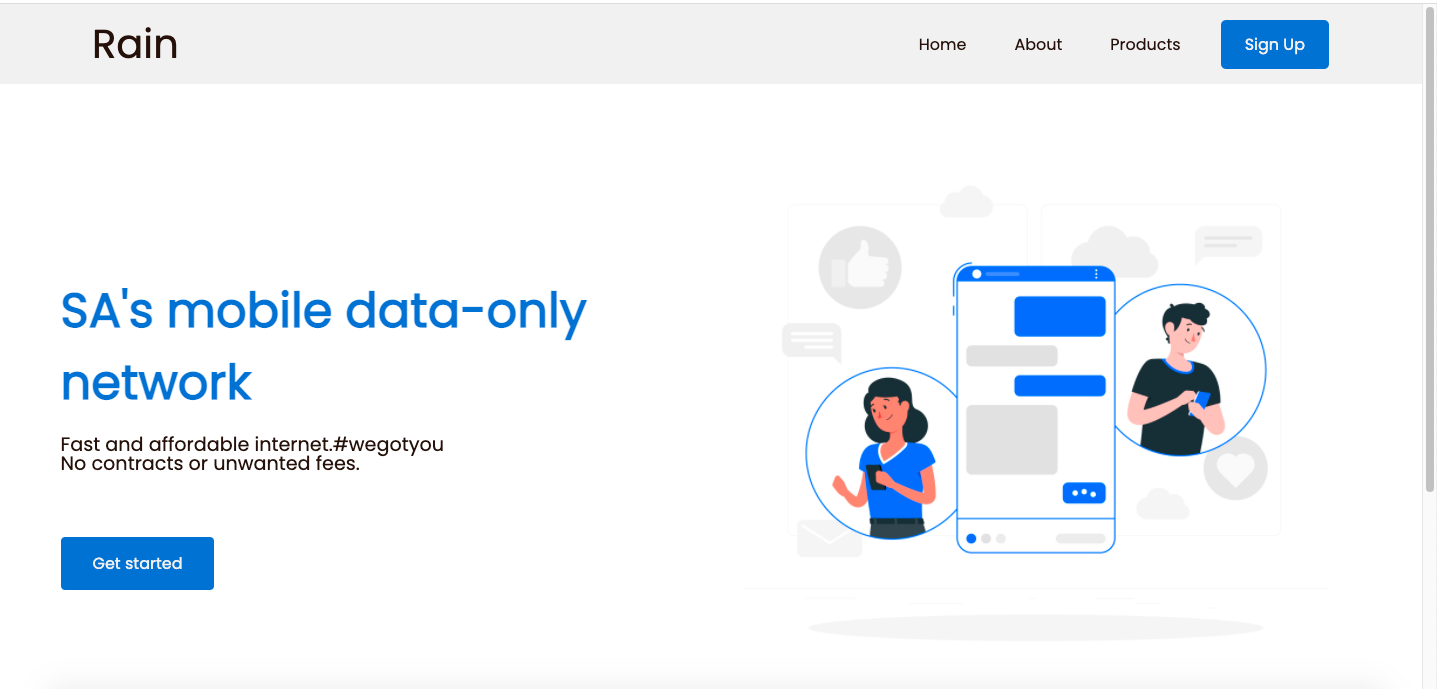 Rain
Home
About
Products
Sign Up
SA's mobile data-only
network
Fast and affordable internet.#wegotyou
No contracts or unwanted fees.
Get started